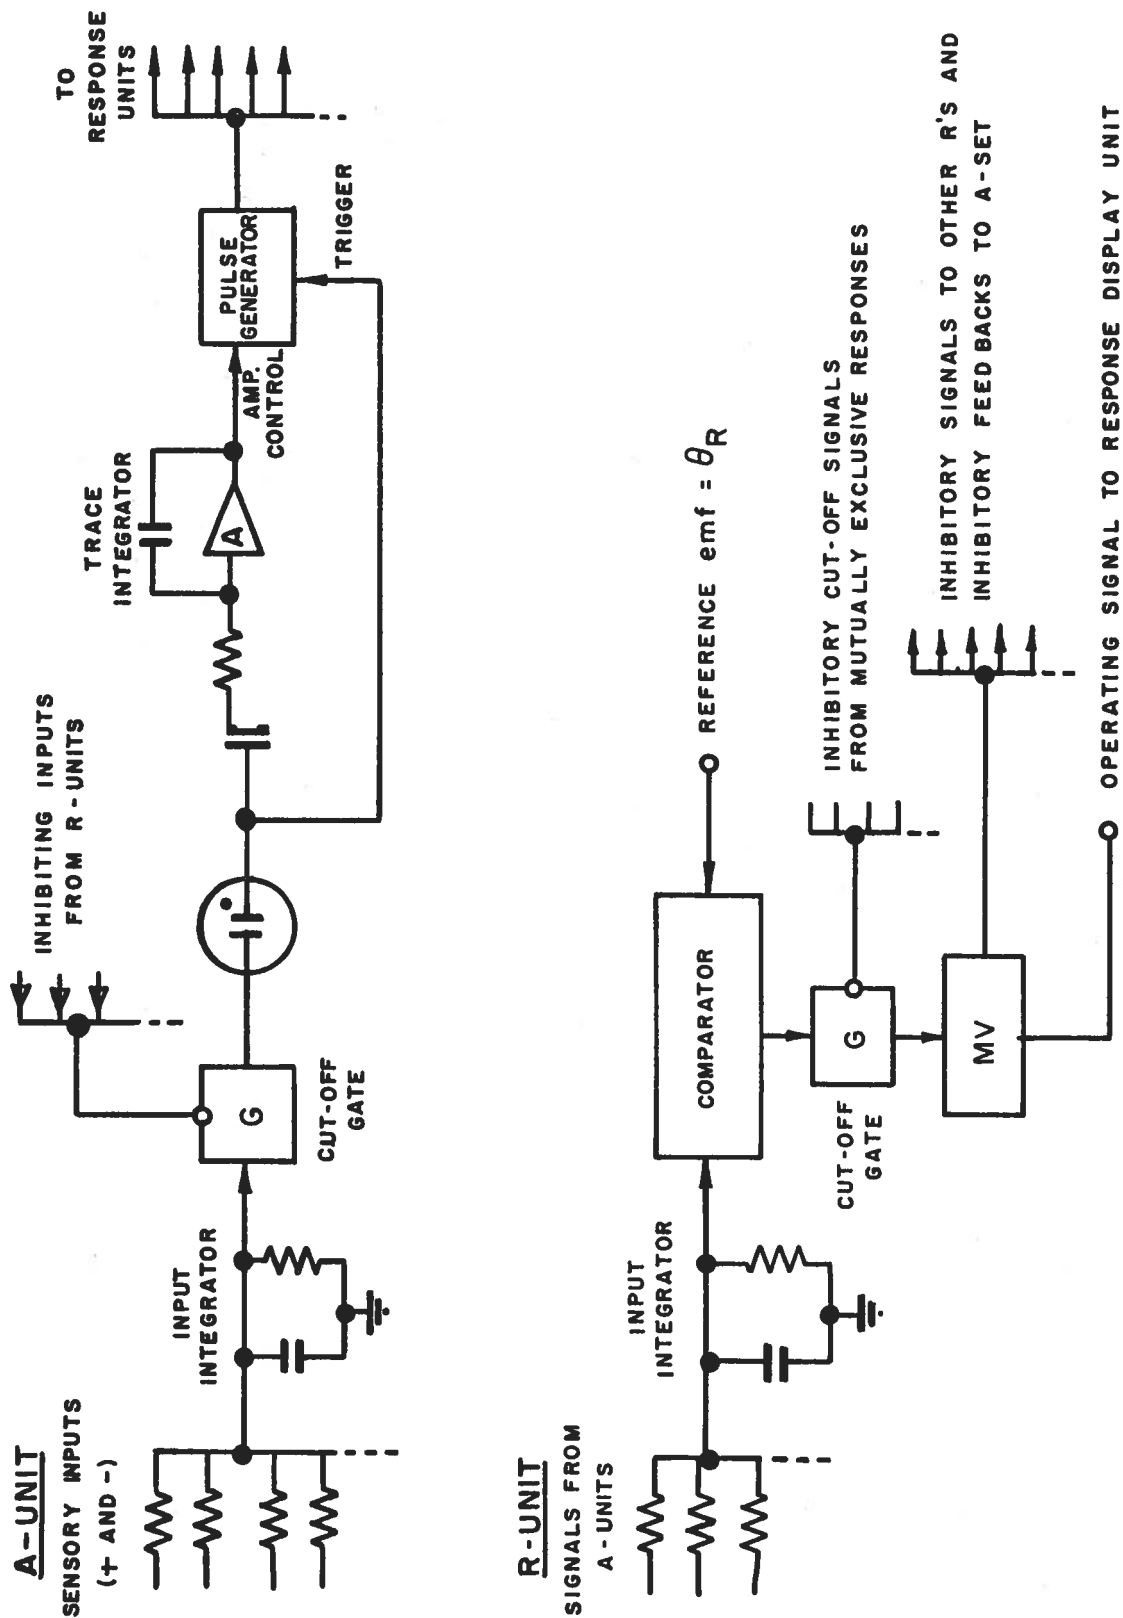 A-UNIT
SENSORY INPUTS
(+ AND -)
INPUT
INTEGRATOR
G
CUT-OFF
GATE
INHIBITING INPUTS
FROM R-UNITS
TRACE
INTEGRATOR
A
AMP.
CONTROL
PULSE
GENERATOR
TRIGGER
TO
RESPONSE
UNITS
R-UNIT
SIGNALS FROM
A-UNITS
INPUT
INTEGRATOR
COMPARATOR
REFERENCE emf = θR
G
CUT-OFF
GATE
INHIBITORY CUT-OFF SIGNALS
FROM MUTUALLY EXCLUSIVE RESPONSES
MV
INHIBITORY SIGNALS TO OTHER R'S AND
INHIBITORY FEED BACKS TO A-SET
OPERATING SIGNAL TO RESPONSE DISPLAY UNIT